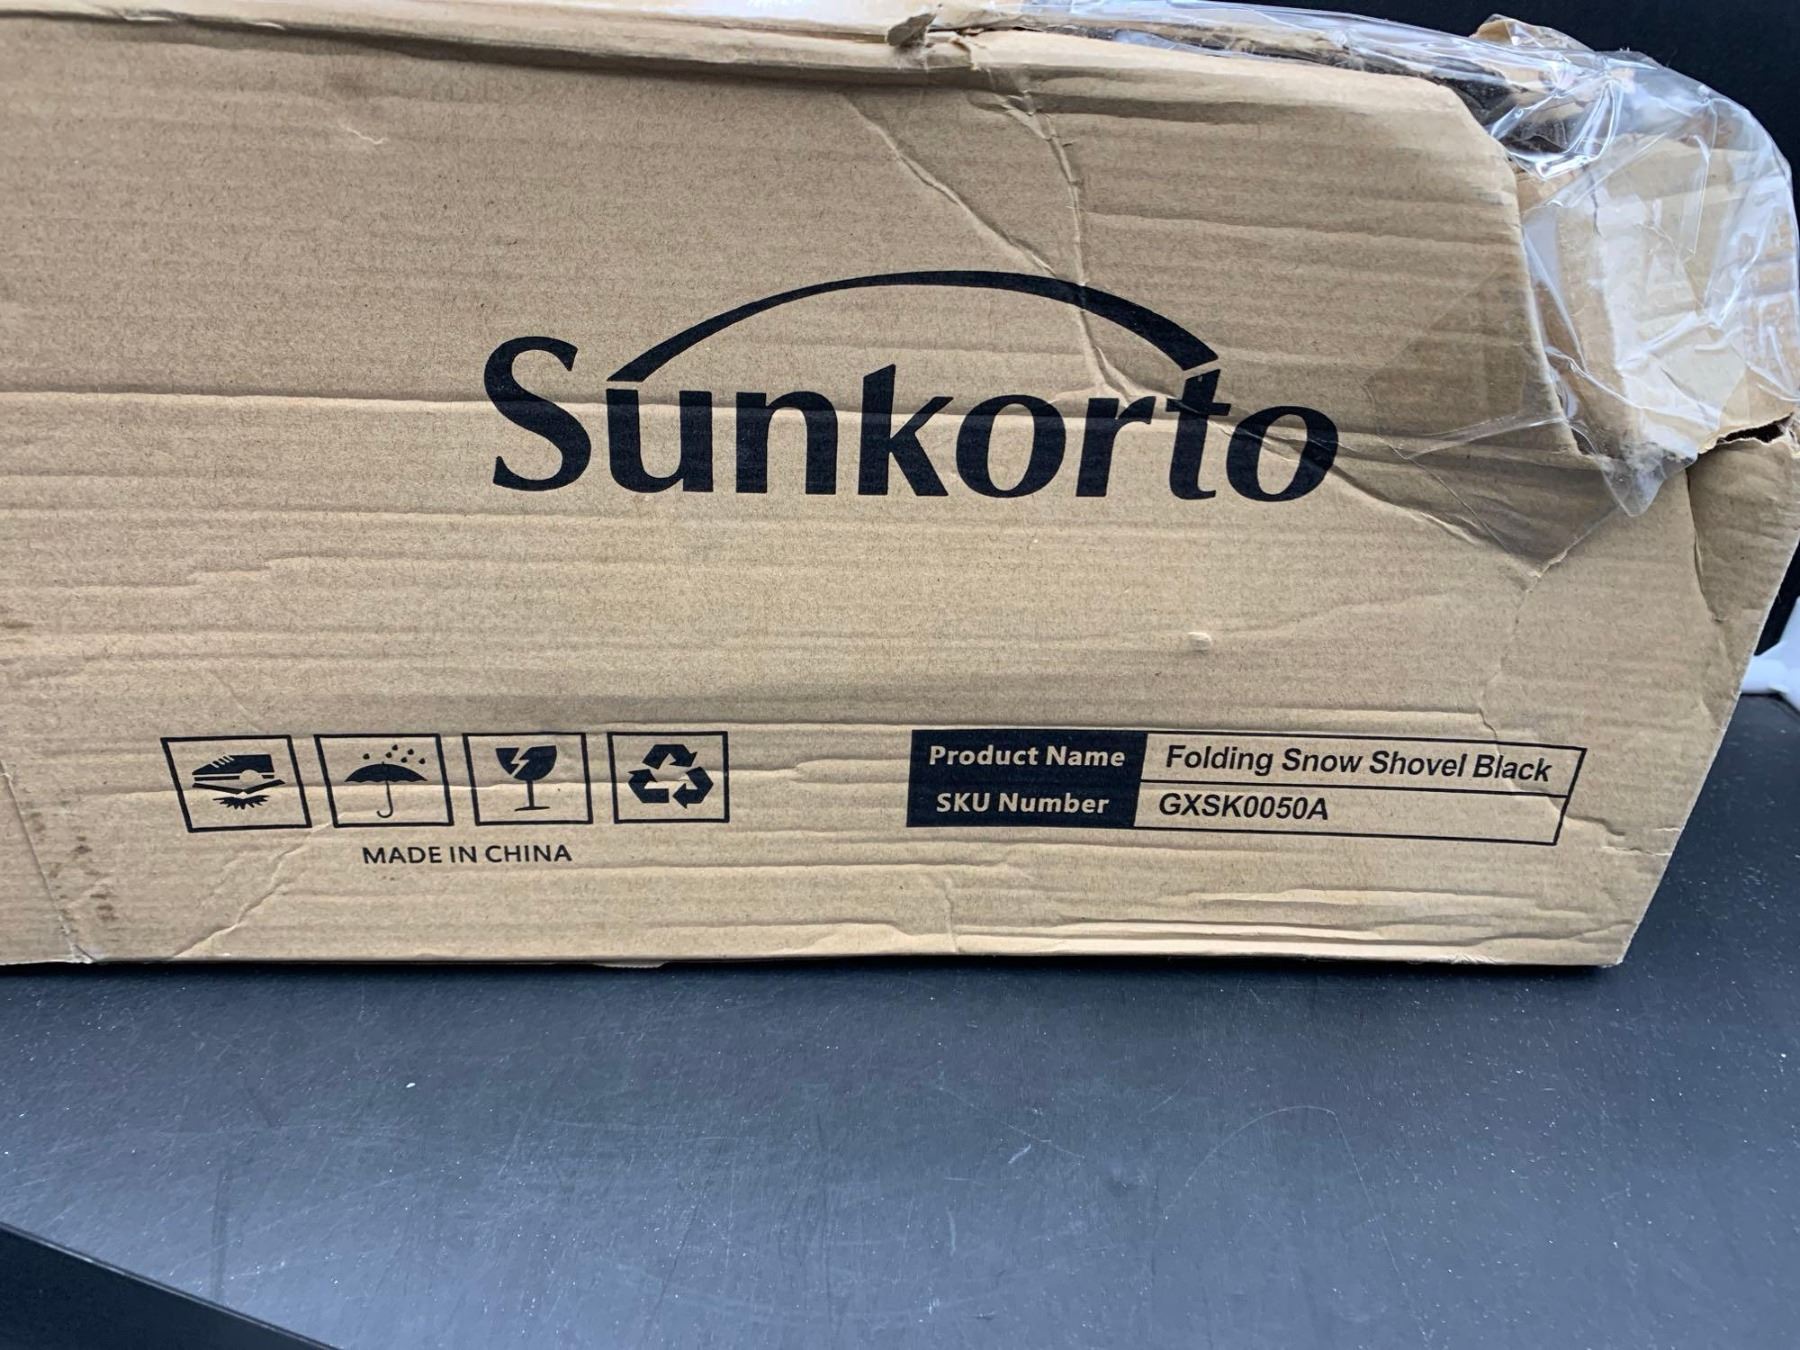 Sunkorto
Product Name Folding Snow Shovel Black
SKU Number GXSK0050A
MADE IN CHINA